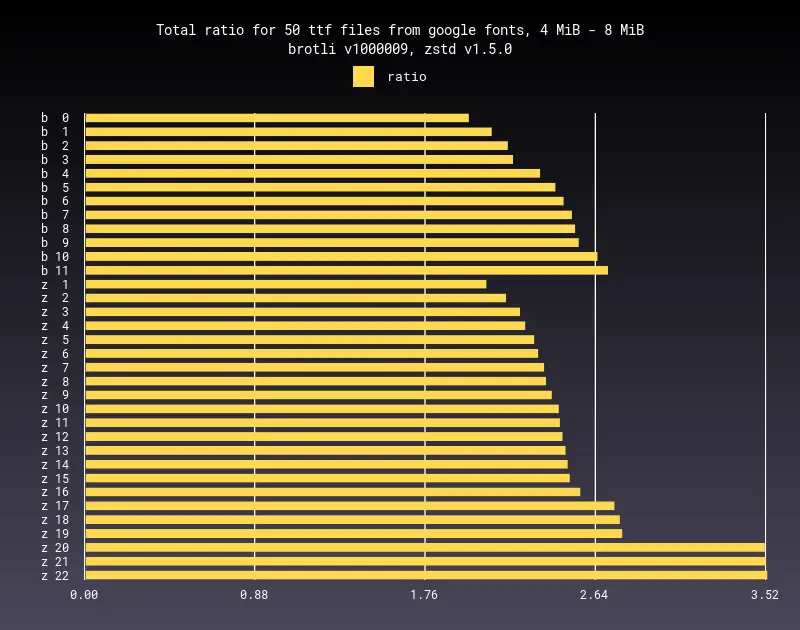 Total ratio for 50 ttf files from google fonts, 4 MiB - 8 MiB
brotli v1000009, zstd v1.5.0
ratio
b  0
b  1
b  2
b  3
b  4
b  5
b  6
b  7
b  8
b  9
b 10
b 11
z  1
z  2
z  3
z  4
z  5
z  6
z  7
z  8
z  9
z 10
z 11
z 12
z 13
z 14
z 15
z 16
z 17
z 18
z 19
z 20
z 21
z 22
0.00 0.88 1.76 2.64 3.52